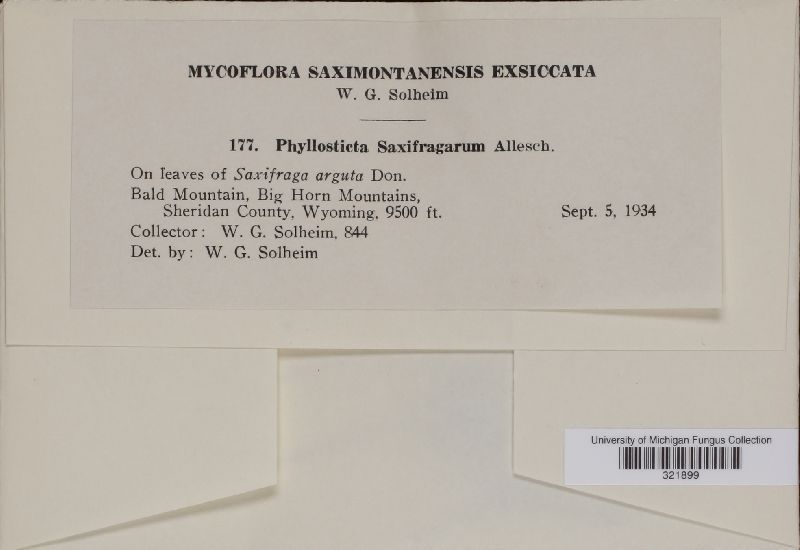 MYCOFLORA SAXIMONTANENSIS EXSICCATA
W. G. Solheim
177. Phyllosticta Saxifragarum Allesch.
On leaves of Saxifraga arguta Don.
Bald Mountain, Big Horn Mountains,
Sheridan County, Wyoming, 9500 ft. Sept. 5, 1934
Collector: W. G. Solheim, 844
Det. by: W. G. Solheim
University of Michigan Fungus Collection
321899